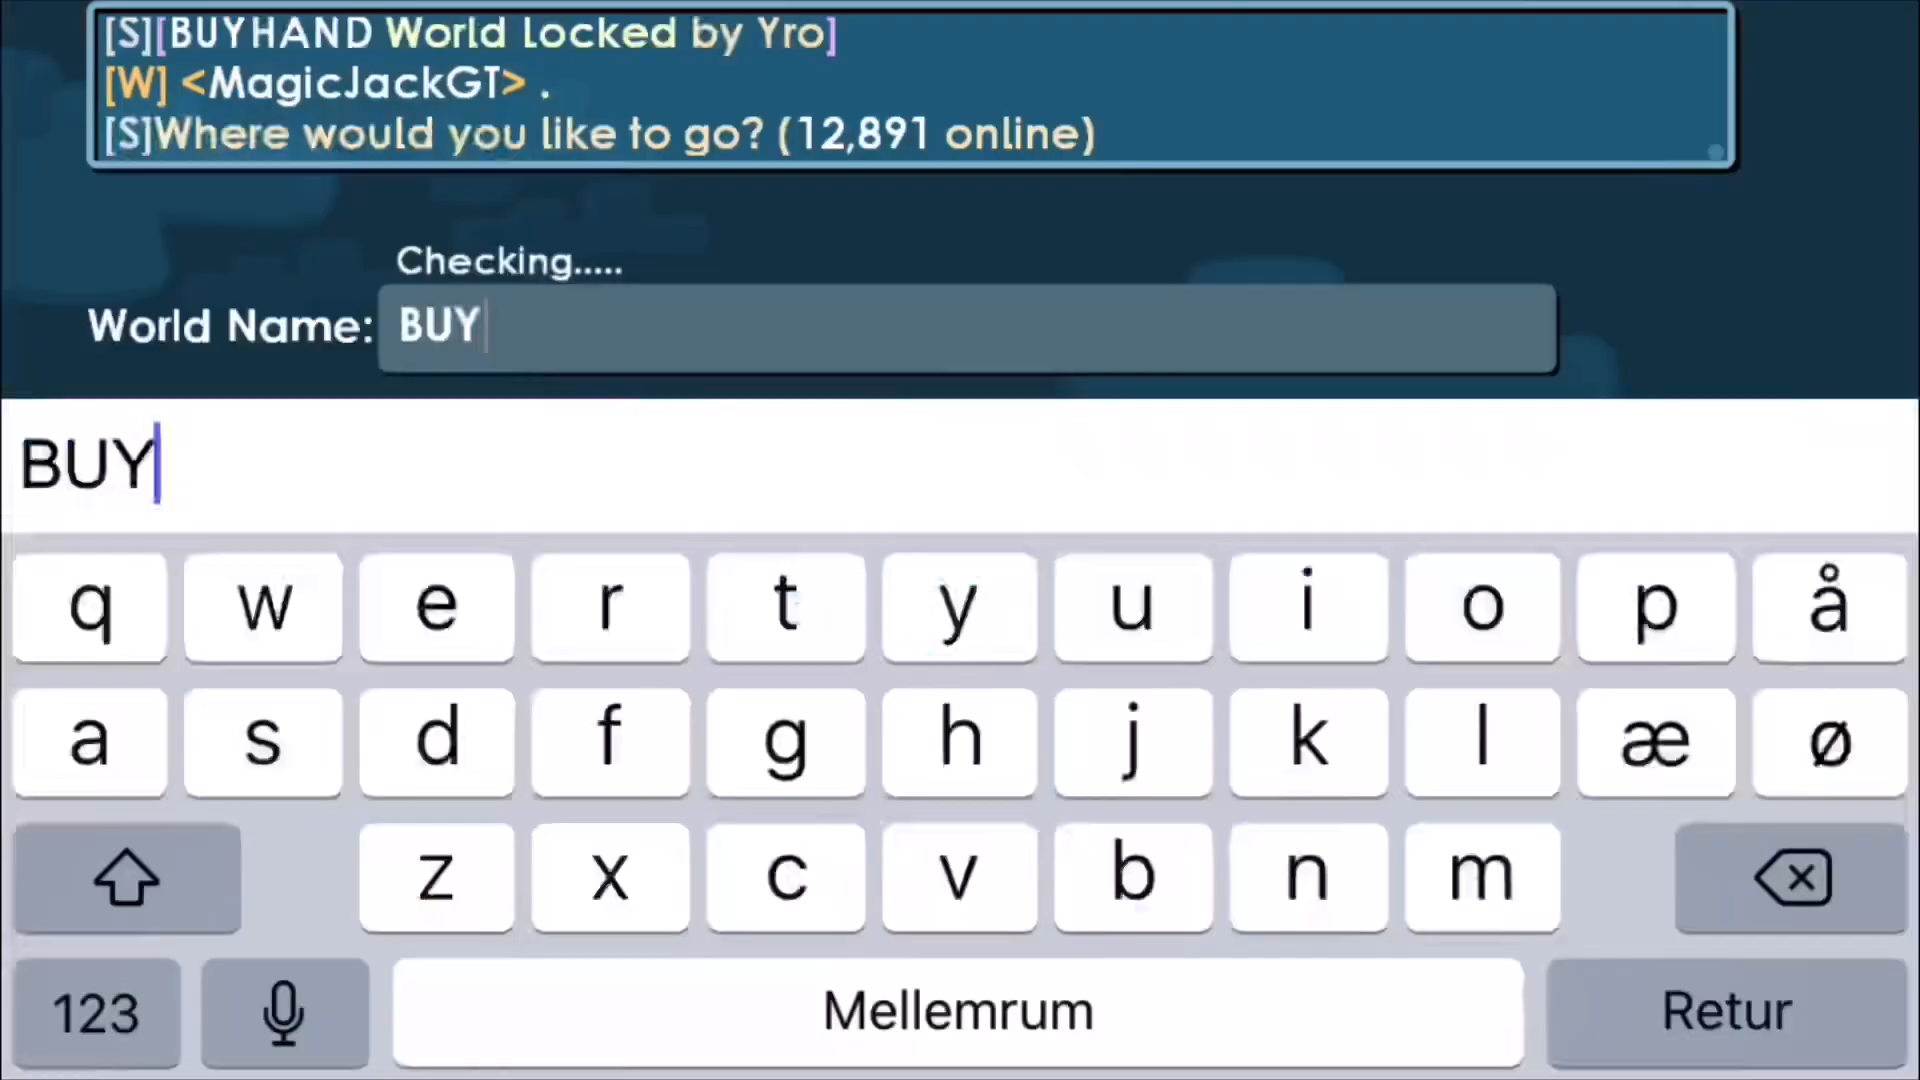 [S][BUYHAND World Locked by Yro]
[W] <MagicJackGT> .
[S]Where would you like to go? (12,891 online)
Checking.....
World Name: BUY
BUY
q w e r t y u i o p å
a s d f g h j k l æ ø
z x c v b n m
123 Mellemrum Retur